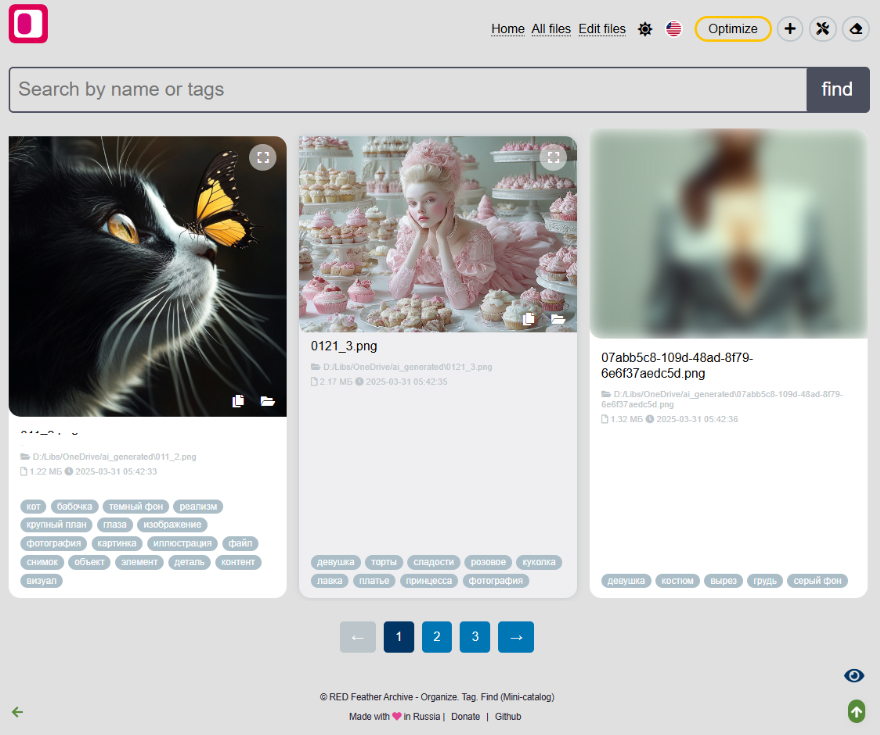 Home All files Edit files Optimize
Search by name or tags find
0121_3.png
D:/Libs/OneDrive/ai_generated\0121_3.png
2.17 МБ 2025-03-31 05:42:35
07abb5c8-109d-48ad-8f79-
6e6f37aedc5d.png
D:/Libs/OneDrive/ai_generated\07abb5c8-109d-48ad-8f79-
6e6f37aedc5d.png
1.32 МБ 2025-03-31 05:42:36
D:/Libs/OneDrive/ai_generated\011_2.png
1.22 МБ 2025-03-31 05:42:33
кот бабочка темный фон реализм
крупный план глаза изображение
фотография картинка иллюстрация файл
снимок объект элемент деталь контент
визуал
девушка торты сладости розовое куколка
лавка платье принцесса фотография
девушка костюм вырез грудь серый фон
← 1 2 3 →
© RED Feather Archive - Organize. Tag. Find (Mini-catalog)
Made with in Russia | Donate | Github